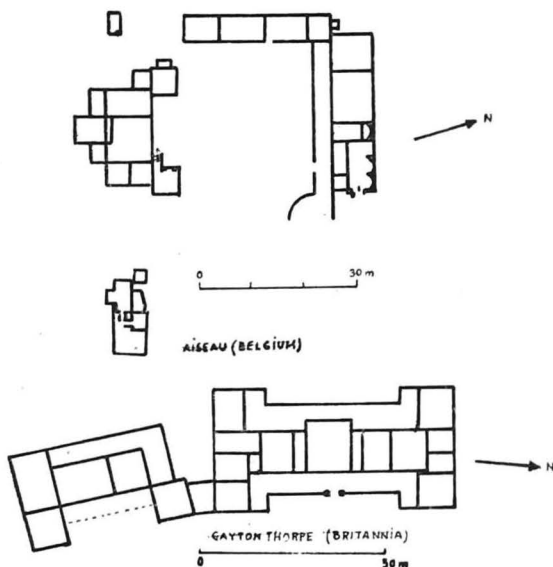 N
0 30 m
AISEAU (BELGIUM)
N
GAYTON THORPE (BRITANNIA)
0 30 m